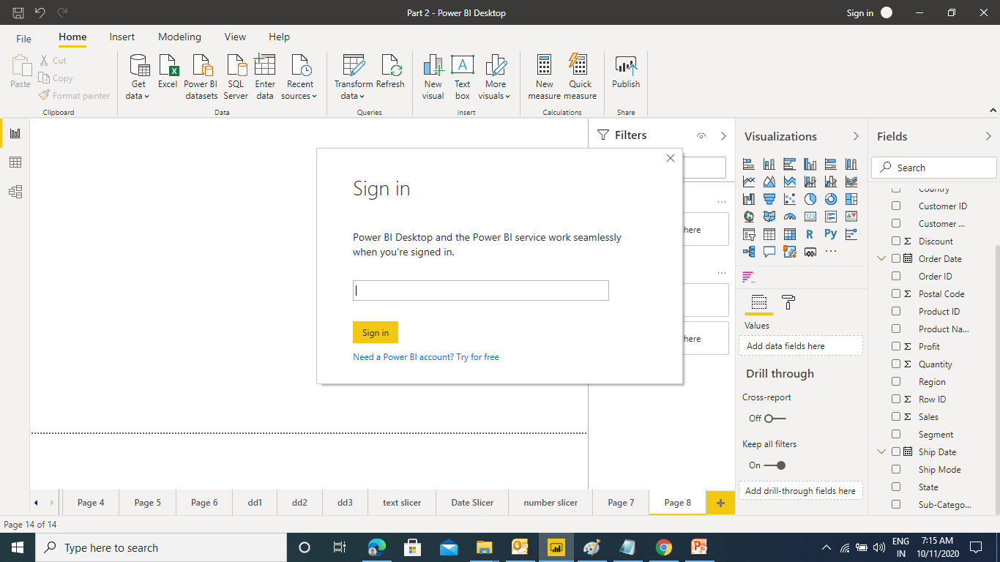 Part 2 - Power BI Desktop
Sign in
File
Home
Insert
Modeling
View
Help
Paste
Cut
Copy
Format painter
Clipboard
Get
data
Excel
Power BI
datasets
SQL
Server
Enter
data
Recent
sources
Data
Transform
data
Refresh
Queries
New
visual
Text
box
More
visuals
Insert
New
measure
Quick
measure
Calculations
Publish
Share
Filters
here
here
Sign in
Power BI Desktop and the Power BI service work seamlessly
when you're signed in.
Sign in
Need a Power BI account? Try for free
Visualizations
R
Py
123
Values
Add data fields here
Drill through
Cross-report
Off
Keep all filters
On
Add drill-through fields here
Fields
Search
Country
Customer ID
Customer ...
Discount
Order Date
Order ID
Postal Code
Product ID
Product Na...
Profit
Quantity
Region
Row ID
Sales
Segment
Ship Date
Ship Mode
State
Sub-Catego...
Page 4
Page 5
Page 6
dd1
dd2
dd3
text slicer
Date Slicer
number slicer
Page 7
Page 8
Page 14 of 14
Type here to search
ENG
IN
7:15 AM
10/11/2020